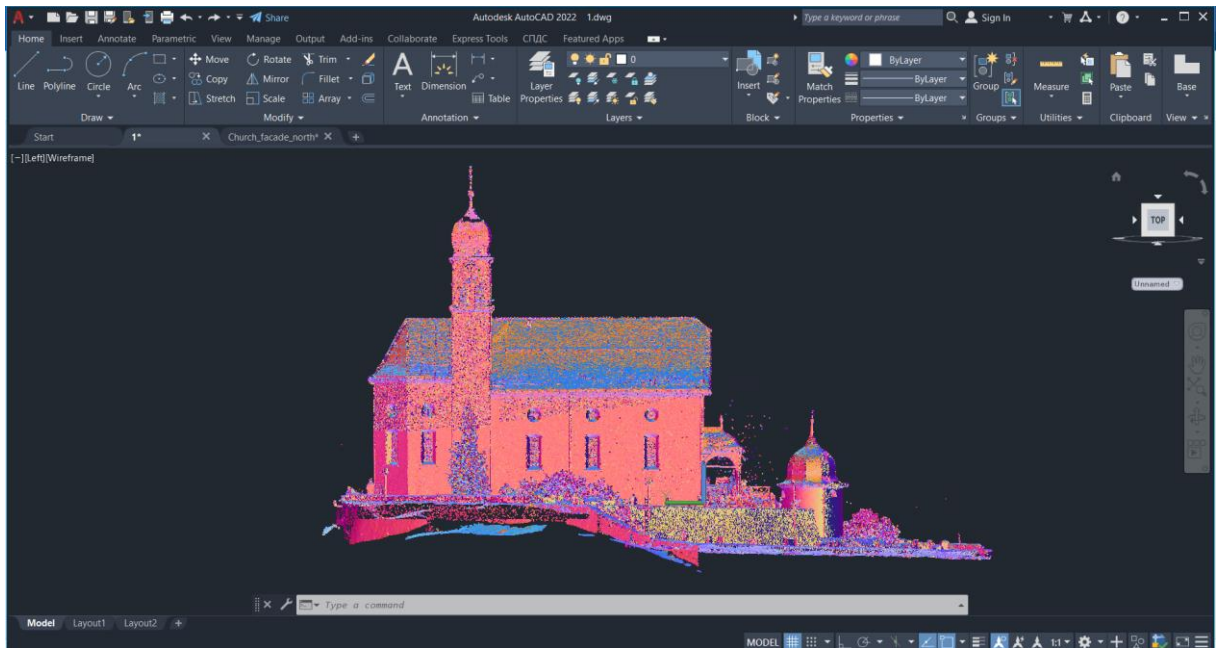 A Share Autodesk AutoCAD 2022 1.dwg Type a keyword or phrase Sign In
Home Insert Annotate Parametric View Manage Output Add-ins Collaborate Express Tools СПДС Featured Apps
Move Rotate Trim 0 ByLayer
Line Polyline Circle Arc Copy Mirror Fillet Text Dimension Layer Properties Insert Match Properties ByLayer Group Measure Paste Base
Stretch Scale Array Table ByLayer
Draw Modify Annotation Layers Block Properties Groups Utilities Clipboard View
Start 1* Church_facade_north*
[−][Left][Wireframe]
TOP
Unnamed
Type a command
Model Layout1 Layout2 +
MODEL 1:1